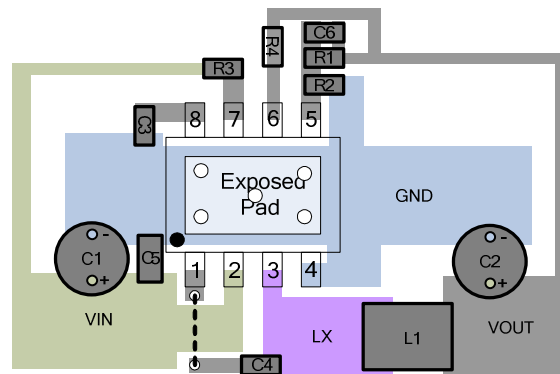 R4
C6
R1
R3
R2
C3
8
7
6
5
Exposed
Pad
GND
C1
-
+
C5
C2
-
+
1
2
3
4
VIN
LX
L1
VOUT
C4